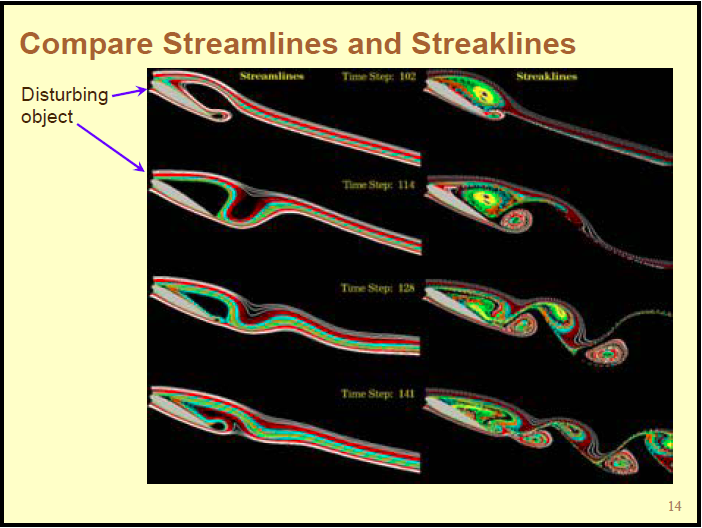 Compare Streamlines and Streaklines
Disturbing
object
Streamlines Time Step: 102 Streaklines
Time Step: 114
Time Step: 128
Time Step: 141
14